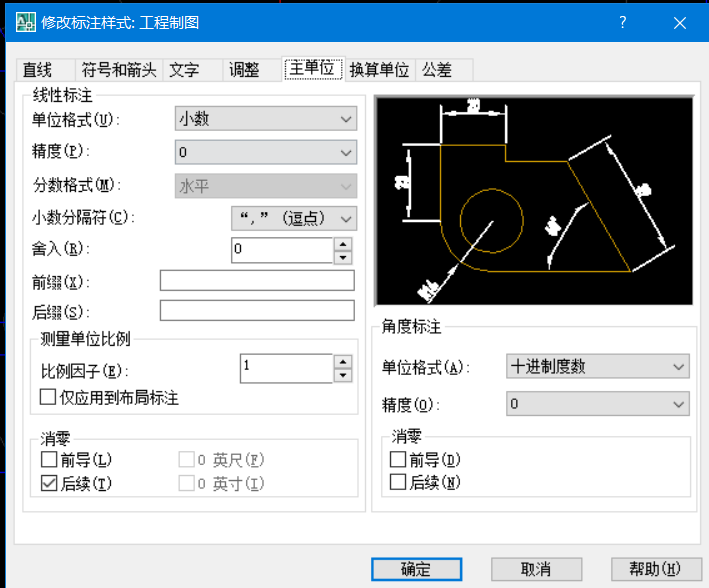 修改标注样式: 工程制图
直线 符号和箭头 文字 调整 主单位 换算单位 公差
线性标注
单位格式(U): 小数
精度(P): 0
分数格式(M): 水平
小数分隔符(C): “,” (逗点)
舍入(R): 0
前缀(X):
后缀(S):
测量单位比例
比例因子(E): 1
仅应用到布局标注
消零
前导(L) 0 英尺(F)
后续(T) 0 英寸(I)
角度标注
单位格式(A): 十进制度数
精度(O): 0
消零
前导(D)
后续(N)
确定 取消 帮助(H)